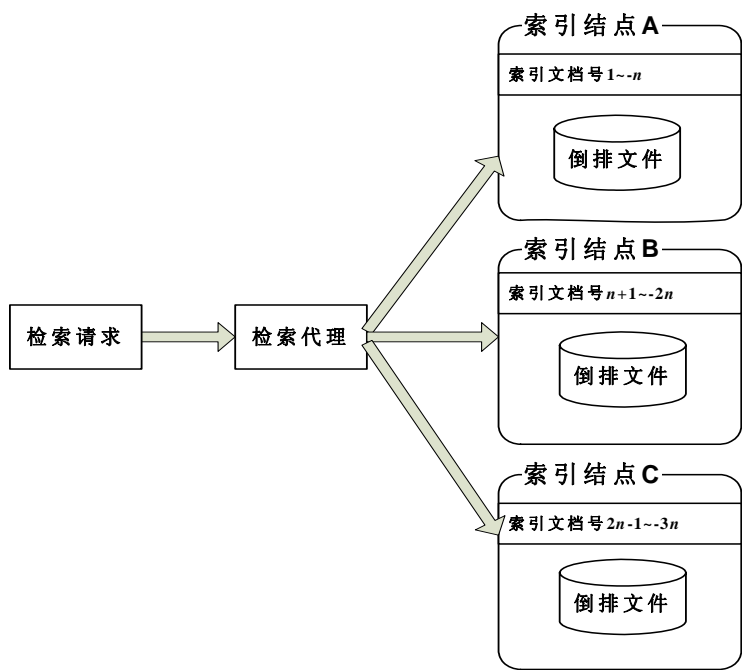 索引结点A
索引文档号1~-n
倒排文件
索引结点B
索引文档号n+1~-2n
倒排文件
检索请求
检索代理
索引结点C
索引文档号2n-1~-3n
倒排文件